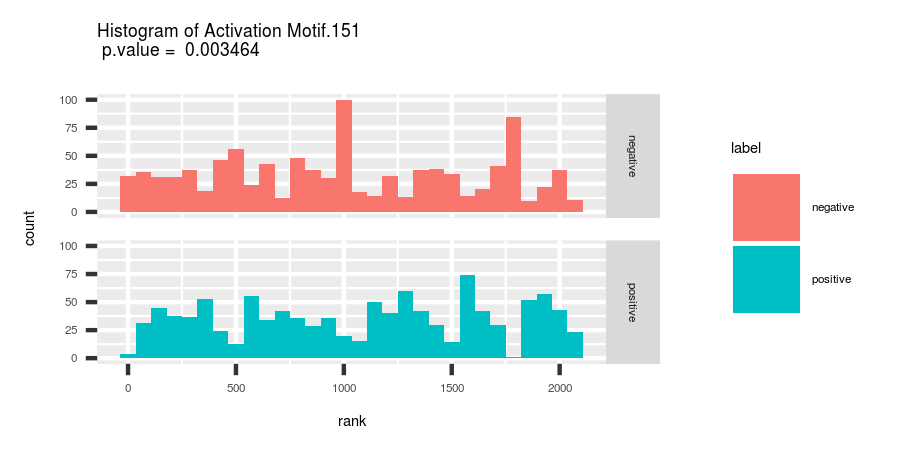 Histogram of Activation Motif.151
p.value = 0.003464
100
75
50
25
0
negative
100
75
50
25
0
positive
0
500
1000
1500
2000
rank
count
label
negative
positive